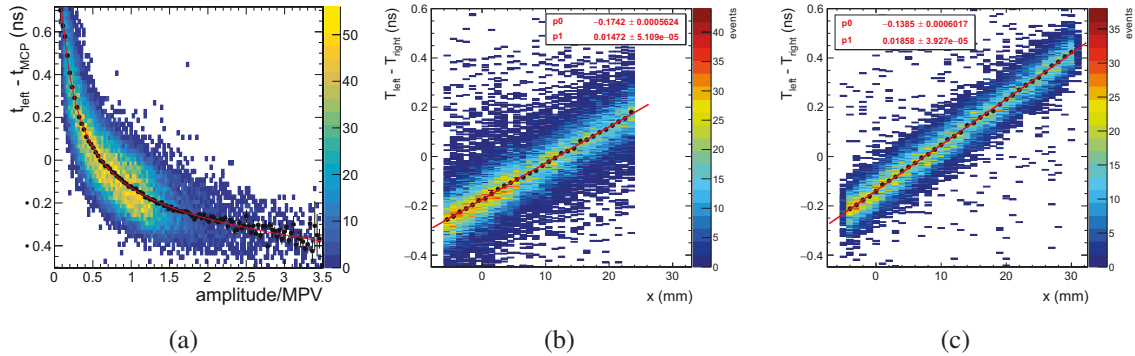 t_left - t_MCP (ns)
0.6
0.4
0.2
0
0.2
0.4
0 0.5 1 1.5 2 2.5 3 3.5
amplitude/MPV
50
40
30
20
10
0
(a)
T_left - T_right (ns)
0.6
0.4
0.2
0
−0.2
−0.4
p0 −0.1742 ± 0.0005624
p1 0.01472 ± 5.109e−05
0 10 20 30
x (mm)
events
40
35
30
25
20
15
10
5
0
(b)
T_left - T_right (ns)
0.6
0.4
0.2
0
−0.2
−0.4
p0 −0.1385 ± 0.0006017
p1 0.01858 ± 3.927e−05
0 10 20 30
x (mm)
events
35
30
25
20
15
10
5
0
(c)